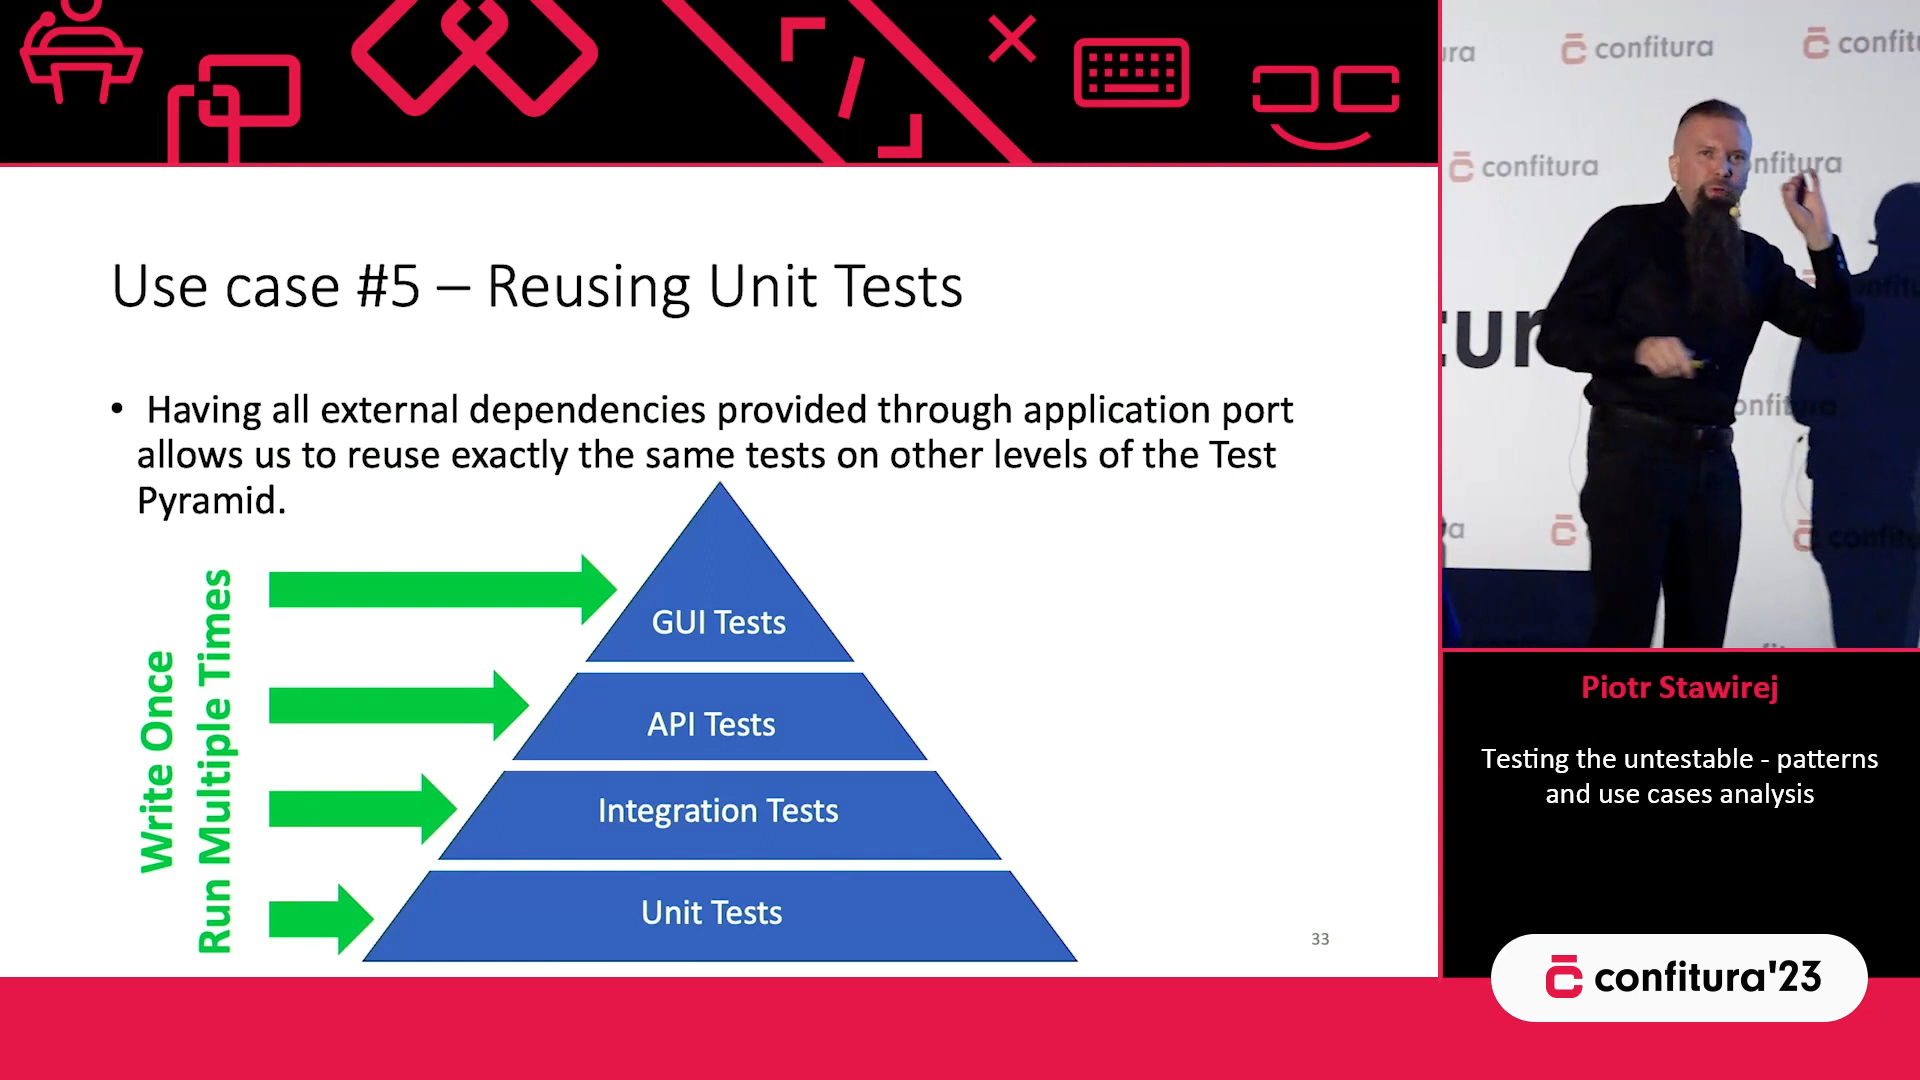 Use case #5 – Reusing Unit Tests
• Having all external dependencies provided through application port
allows us to reuse exactly the same tests on other levels of the Test
Pyramid.
Write Once
Run Multiple Times
GUI Tests
API Tests
Integration Tests
Unit Tests
33
confitura
confitura
Piotr Stawirej
Testing the untestable - patterns
and use cases analysis
confitura'23